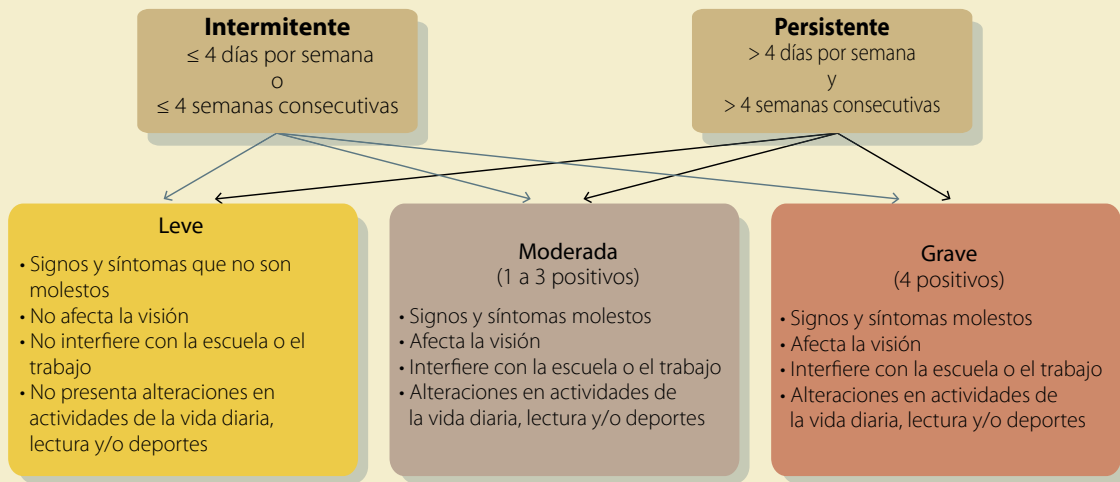 Intermitente
≤ 4 días por semana
o
≤ 4 semanas consecutivas
Persistente
> 4 días por semana
y
> 4 semanas consecutivas
Leve
• Signos y síntomas que no son
molestos
• No afecta la visión
• No interfiere con la escuela o el
trabajo
• No presenta alteraciones en
actividades de la vida diaria,
lectura y/o deportes
Moderada
(1 a 3 positivos)
• Signos y síntomas molestos
• Afecta la visión
• Interfiere con la escuela o el trabajo
• Alteraciones en actividades de
la vida diaria, lectura y/o deportes
Grave
(4 positivos)
• Signos y síntomas molestos
• Afecta la visión
• Interfiere con la escuela o el trabajo
• Alteraciones en actividades de
la vida diaria, lectura y/o deportes